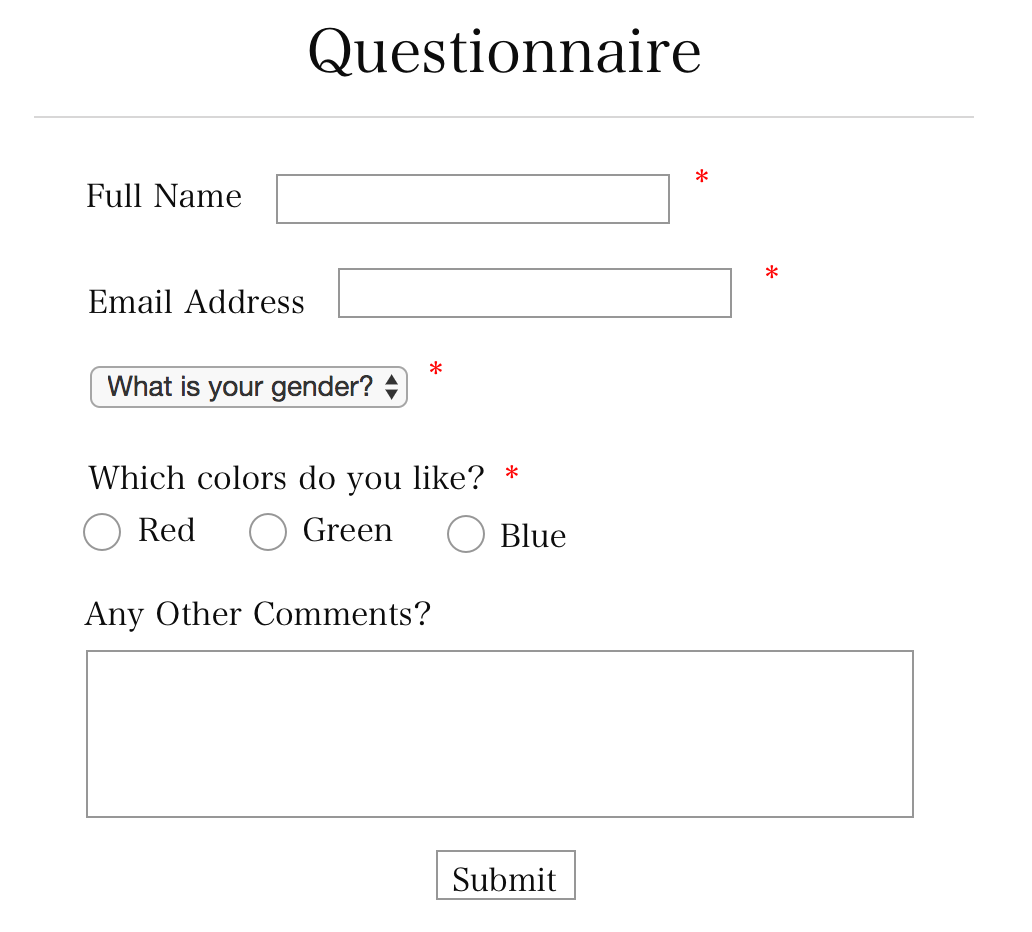 Questionnaire
Full Name *
Email Address *
What is your gender? *
Which colors do you like? *
Red Green Blue
Any Other Comments?
Submit